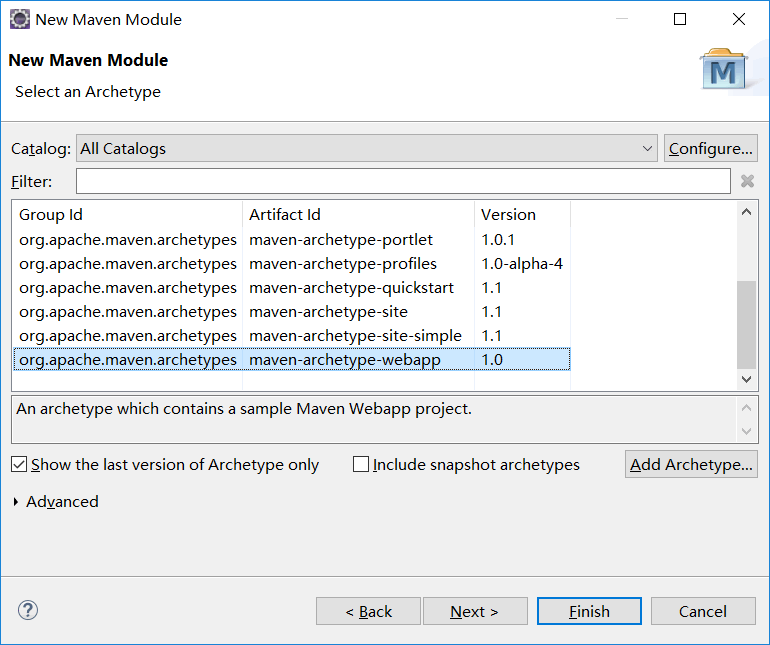 New Maven Module
New Maven Module
Select an Archetype
M
Catalog: All Catalogs Configure...
Filter:
Group Id Artifact Id Version
org.apache.maven.archetypes maven-archetype-portlet 1.0.1
org.apache.maven.archetypes maven-archetype-profiles 1.0-alpha-4
org.apache.maven.archetypes maven-archetype-quickstart 1.1
org.apache.maven.archetypes maven-archetype-site 1.1
org.apache.maven.archetypes maven-archetype-site-simple 1.1
org.apache.maven.archetypes maven-archetype-webapp 1.0
An archetype which contains a sample Maven Webapp project.
Show the last version of Archetype only Include snapshot archetypes Add Archetype...
Advanced
? < Back Next > Finish Cancel